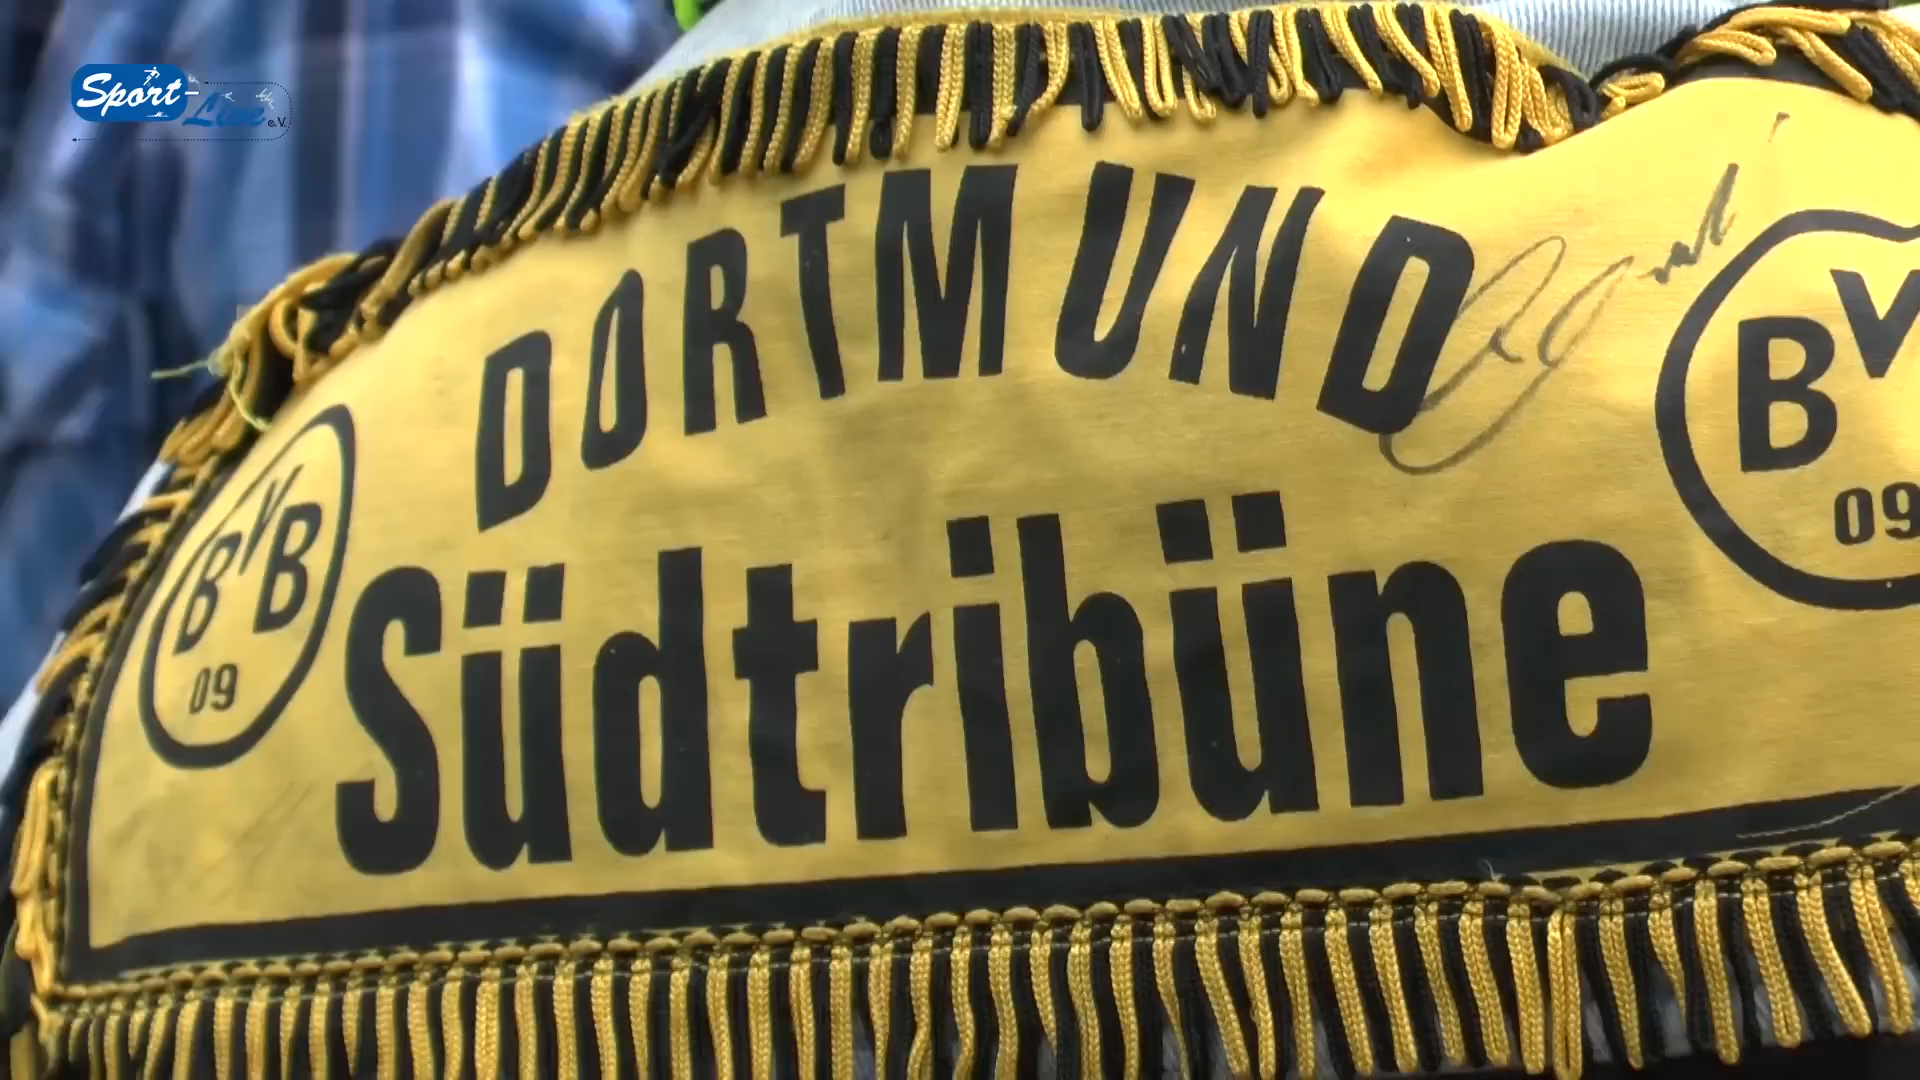 Sport-
Live e.V.
DORTMUND
BVB
09
Südtribüne
BV
09